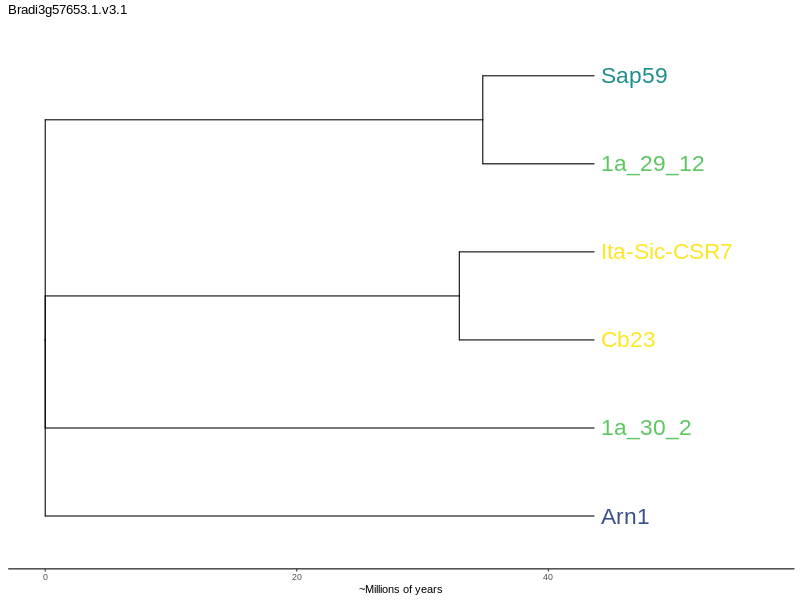 Bradi3g57653.1.v3.1
Sap59
1a_29_12
Ita-Sic-CSR7
Cb23
1a_30_2
Arn1
0 20 40
~Millions of years